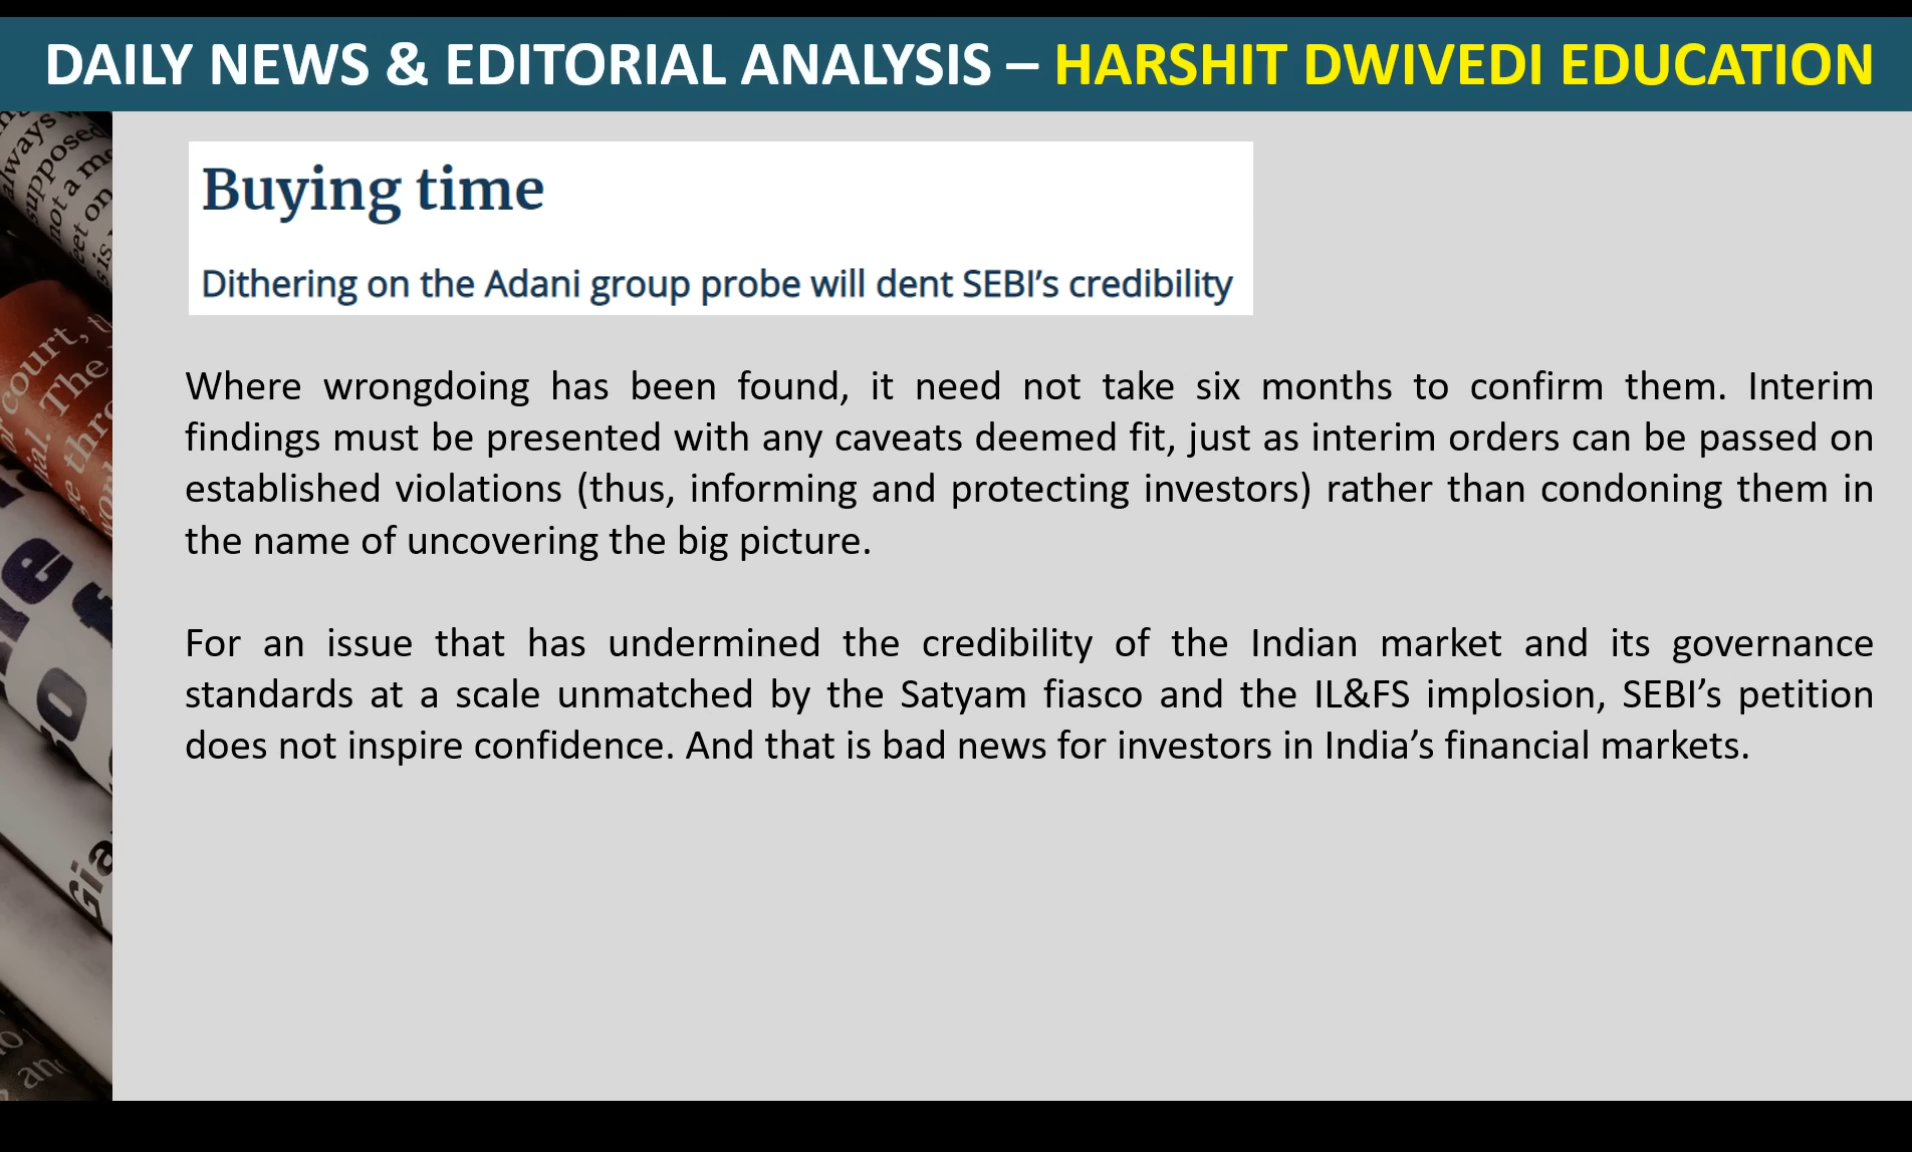 DAILY NEWS & EDITORIAL ANALYSIS – HARSHIT DWIVEDI EDUCATION
Buying time
Dithering on the Adani group probe will dent SEBI’s credibility
Where wrongdoing has been found, it need not take six months to confirm them. Interim
findings must be presented with any caveats deemed fit, just as interim orders can be passed on
established violations (thus, informing and protecting investors) rather than condoning them in
the name of uncovering the big picture.
For an issue that has undermined the credibility of the Indian market and its governance
standards at a scale unmatched by the Satyam fiasco and the IL&FS implosion, SEBI’s petition
does not inspire confidence. And that is bad news for investors in India’s financial markets.
always
supposed
not a
court,
The